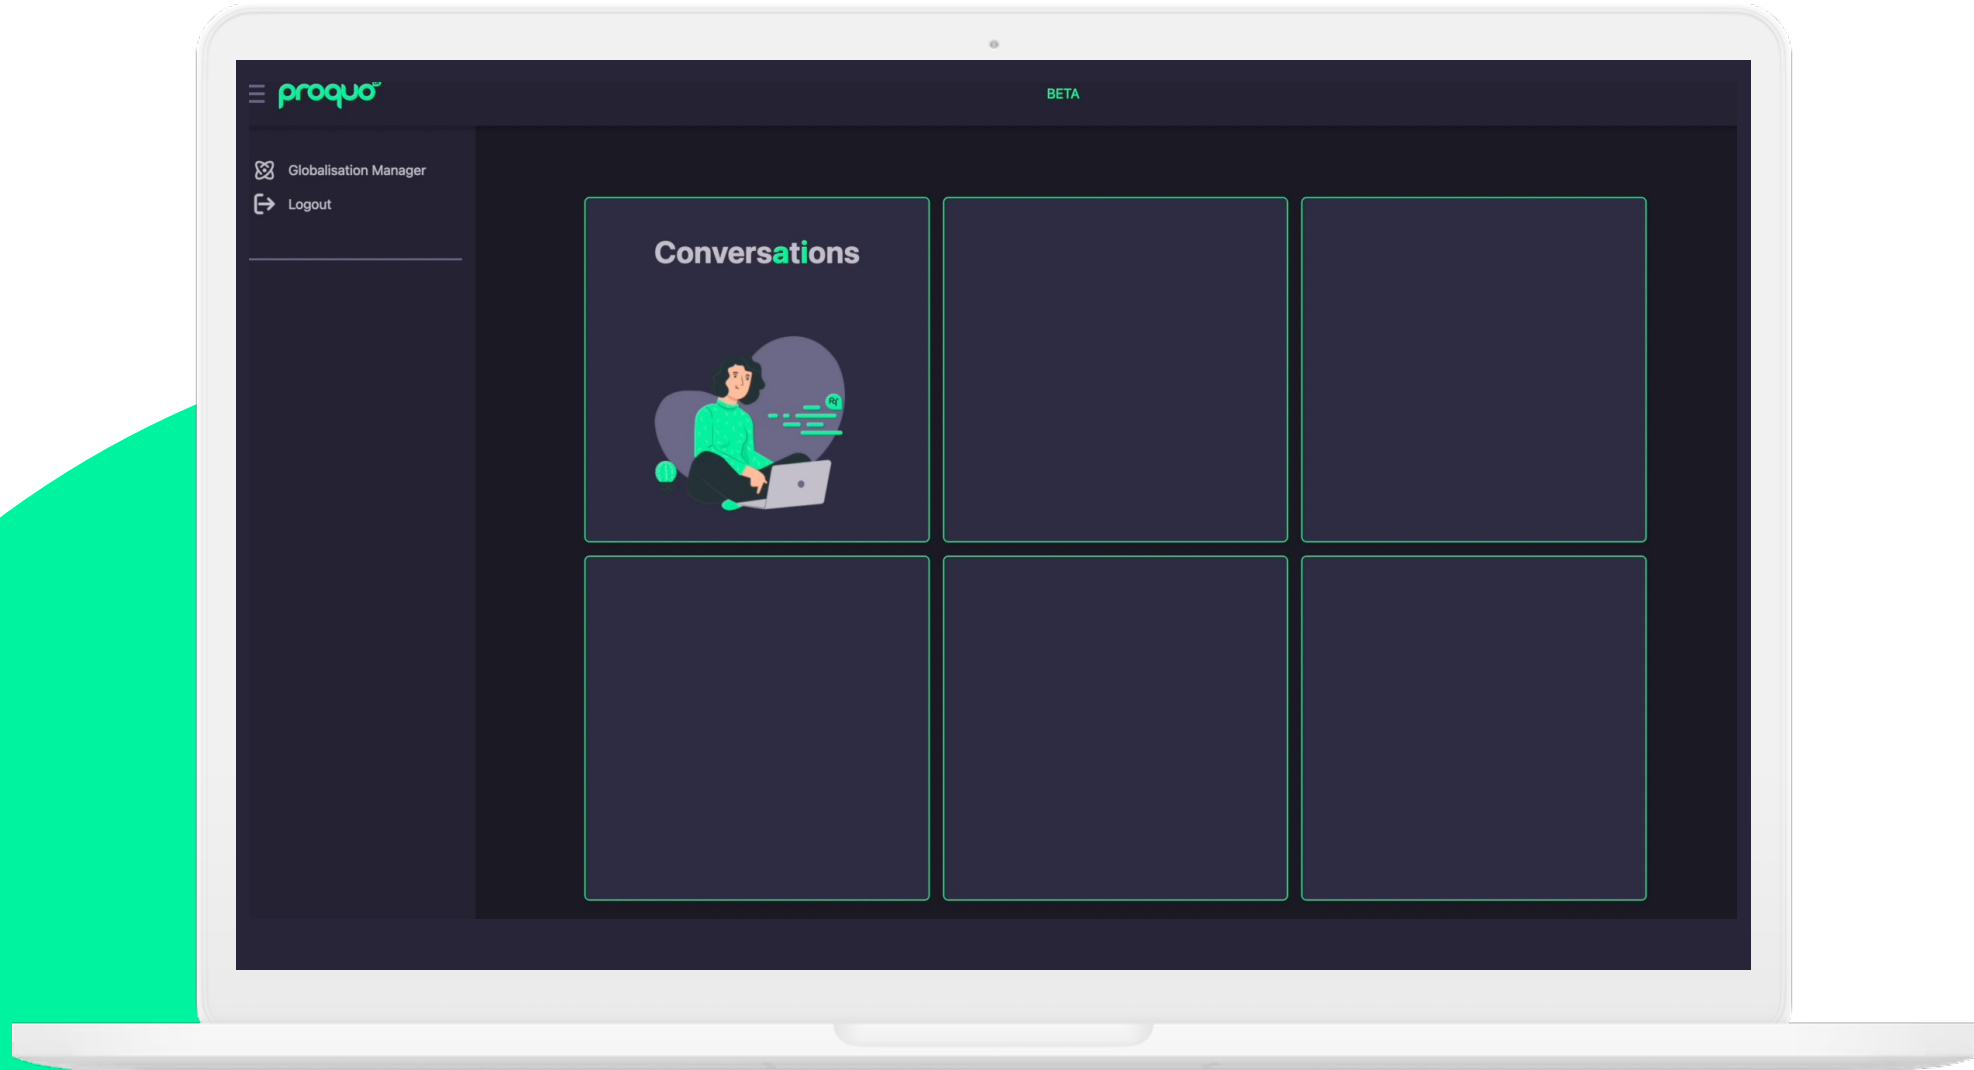 proquo
BETA
Globalisation Manager
Logout
Conversations